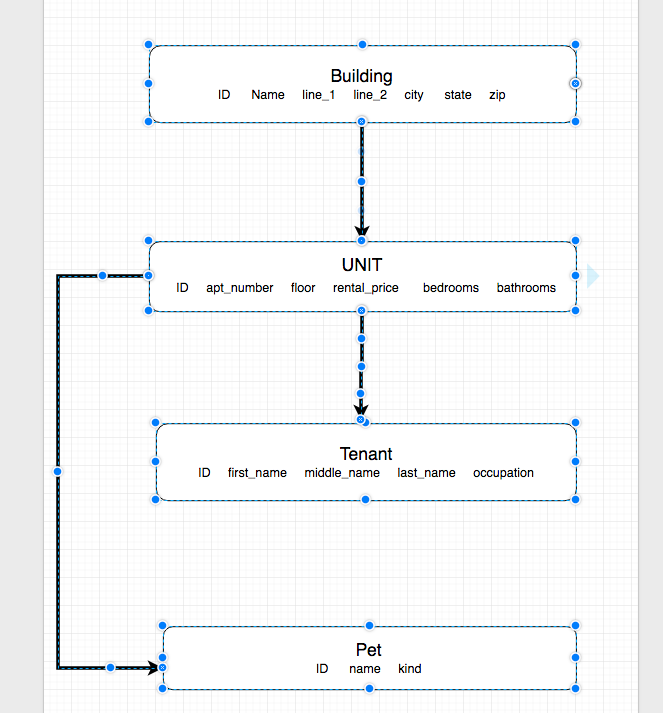 Building
ID Name line_1 line_2 city state zip
UNIT
ID apt_number floor rental_price bedrooms bathrooms
Tenant
ID first_name middle_name last_name occupation
Pet
ID name kind